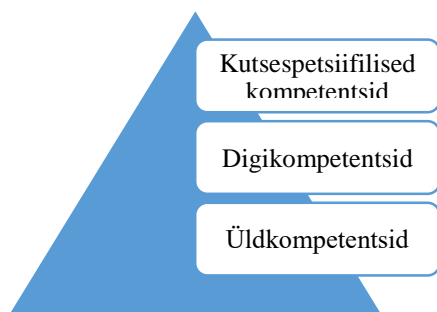 Kutsespetsiifilised
kompetentsid
Digikompetentsid
Üldkompetentsid